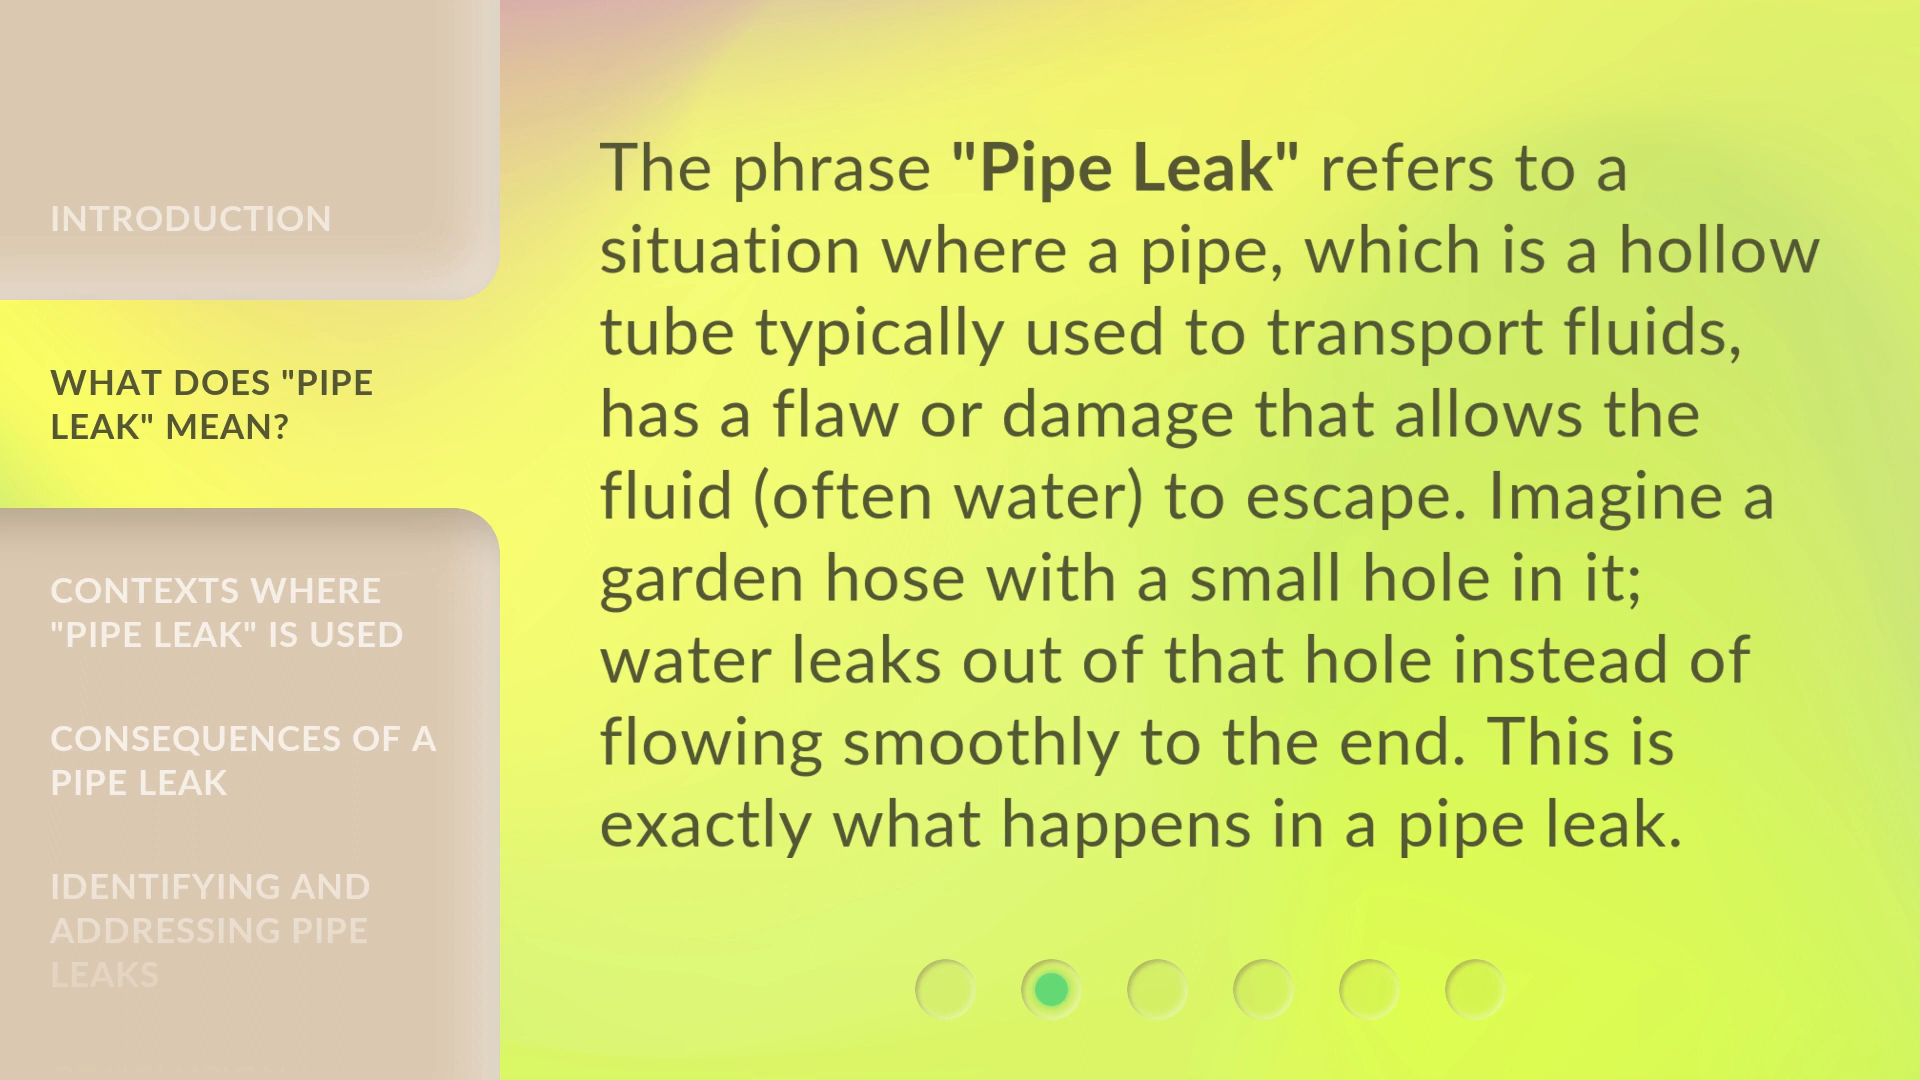 INTRODUCTION
WHAT DOES "PIPE
LEAK" MEAN?
CONTEXTS WHERE
"PIPE LEAK" IS USED
CONSEQUENCES OF A
PIPE LEAK
IDENTIFYING AND
ADDRESSING PIPE
LEAKS
The phrase "Pipe Leak" refers to a
situation where a pipe, which is a hollow
tube typically used to transport fluids,
has a flaw or damage that allows the
fluid (often water) to escape. Imagine a
garden hose with a small hole in it;
water leaks out of that hole instead of
flowing smoothly to the end. This is
exactly what happens in a pipe leak.